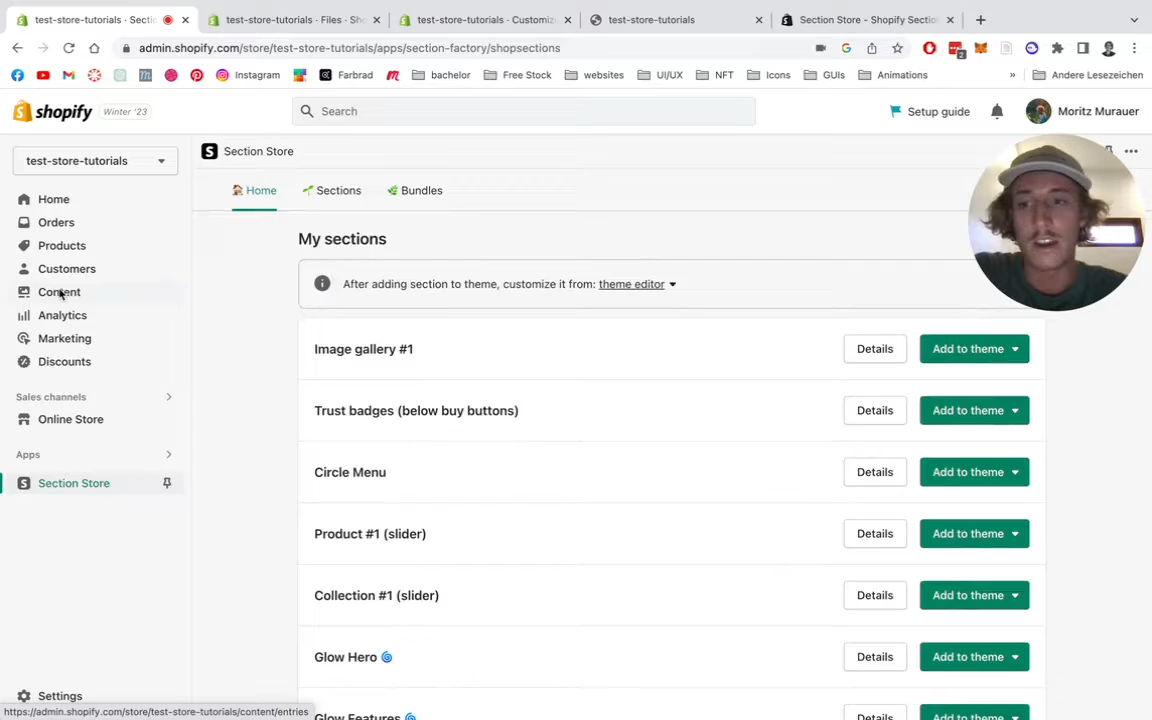 test-store-tutorials · Secti
test-store-tutorials · Files · Sh
test-store-tutorials · Customiz
test-store-tutorials
Section Store - Shopify Section
admin.shopify.com/store/test-store-tutorials/apps/section-factory/shopsections
2
Instagram
Farbrad
bachelor
Free Stock
websites
UI/UX
NFT
Icons
GUIs
Animations
»
Andere Lesezeichen
shopify
Winter '23
Search
Setup guide
Moritz Murauer
test-store-tutorials
Section Store
Home
Sections
Bundles
Home
Orders
Products
Customers
Content
Analytics
Marketing
Discounts
Sales channels
Online Store
Apps
Section Store
Settings
My sections
After adding section to theme, customize it from: theme editor
Image gallery #1 Details Add to theme
Trust badges (below buy buttons) Details Add to theme
Circle Menu Details Add to theme
Product #1 (slider) Details Add to theme
Collection #1 (slider) Details Add to theme
Glow Hero 🌀 Details Add to theme
Glow Features 🌀 Details Add to theme
https://admin.shopify.com/store/test-store-tutorials/content/entries